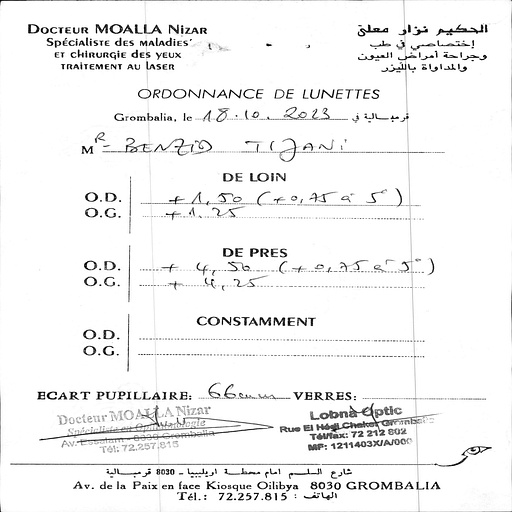 DOCTEUR MOALLA NIZAR
SPÉCIALISTE DES MALADIES
ET CHIRURGIE DES YEUX
TRAITEMENT AU LASER
الحكيم نزار معلى
إختصاصي في طب
وجراحة أمراض العيون
والمداواة بالليزر
ORDONNANCE DE LUNETTES
Grombalia, le 18.10.2023 قرمبالية في
MR BENZID TIJANI
DE LOIN
O.D. +1,50 (+0,75 à 5°)
O.G. +1.25
DE PRES
O.D. +4,50 (+0,75 à 5°)
O.G. +4,25
CONSTAMMENT
O.D.
O.G.
ECART PUPILLAIRE: 66mm VERRES:
Docteur MOALLA Nizar
Spécialiste en Ophtalmologie
Av. Essalam - 8030 Grombalia
Tél: 72.257.815
Lobna Optic
Rue El Hédi Chaker Grombalia
Tél/fax: 72 212 802
MF: 1211403X/A/000
شارع السلم امام محطة اريليبيا - 8030 قرمبالية
Av. de la Paix en face Kiosque Oilibya 8030 GROMBALIA
Tél.: 72.257.815 : الهاتف